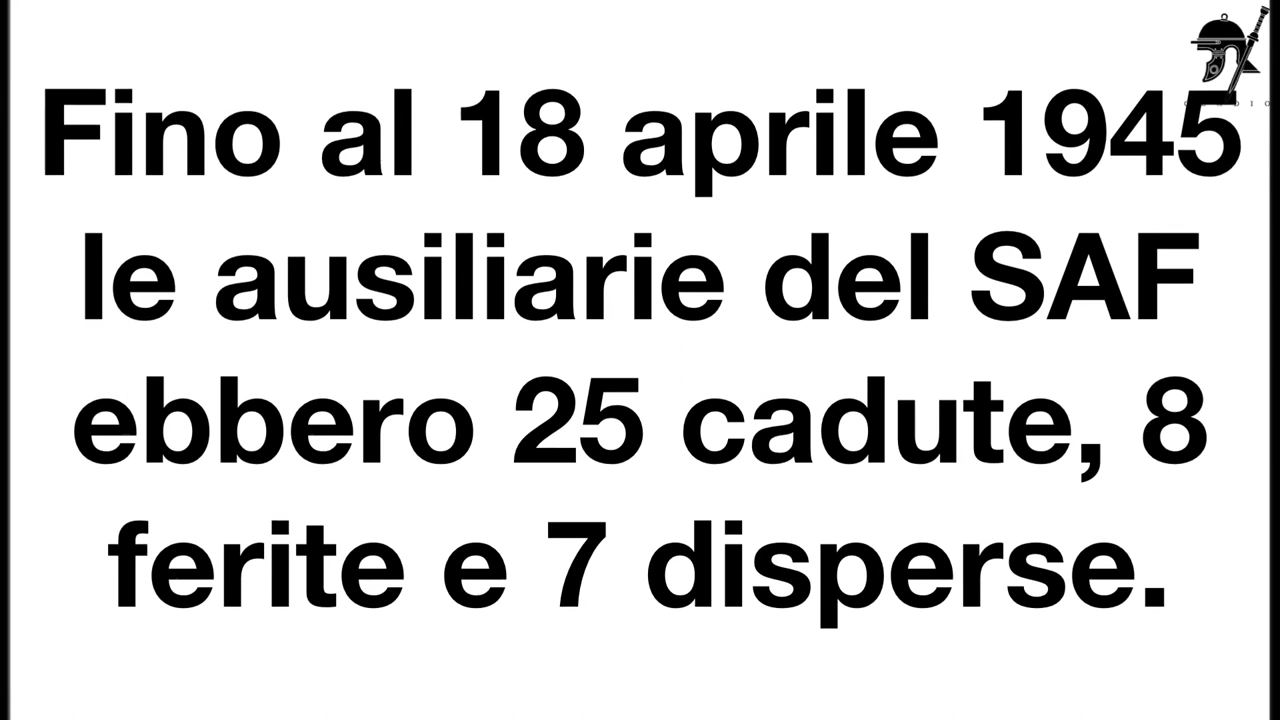 Fino al 18 aprile 1945
le ausiliarie del SAF
ebbero 25 cadute, 8
ferite e 7 disperse.